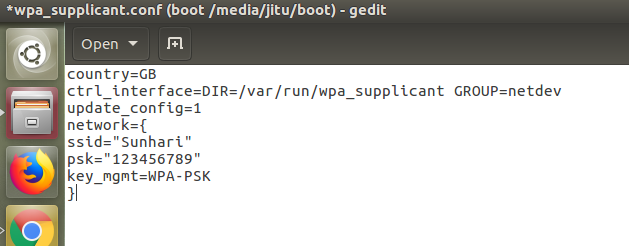 *wpa_supplicant.conf (boot /media/jitu/boot) - gedit
Open
country=GB
ctrl_interface=DIR=/var/run/wpa_supplicant GROUP=netdev
update_config=1
network={
ssid="Sunhari"
psk="123456789"
key_mgmt=WPA-PSK
}